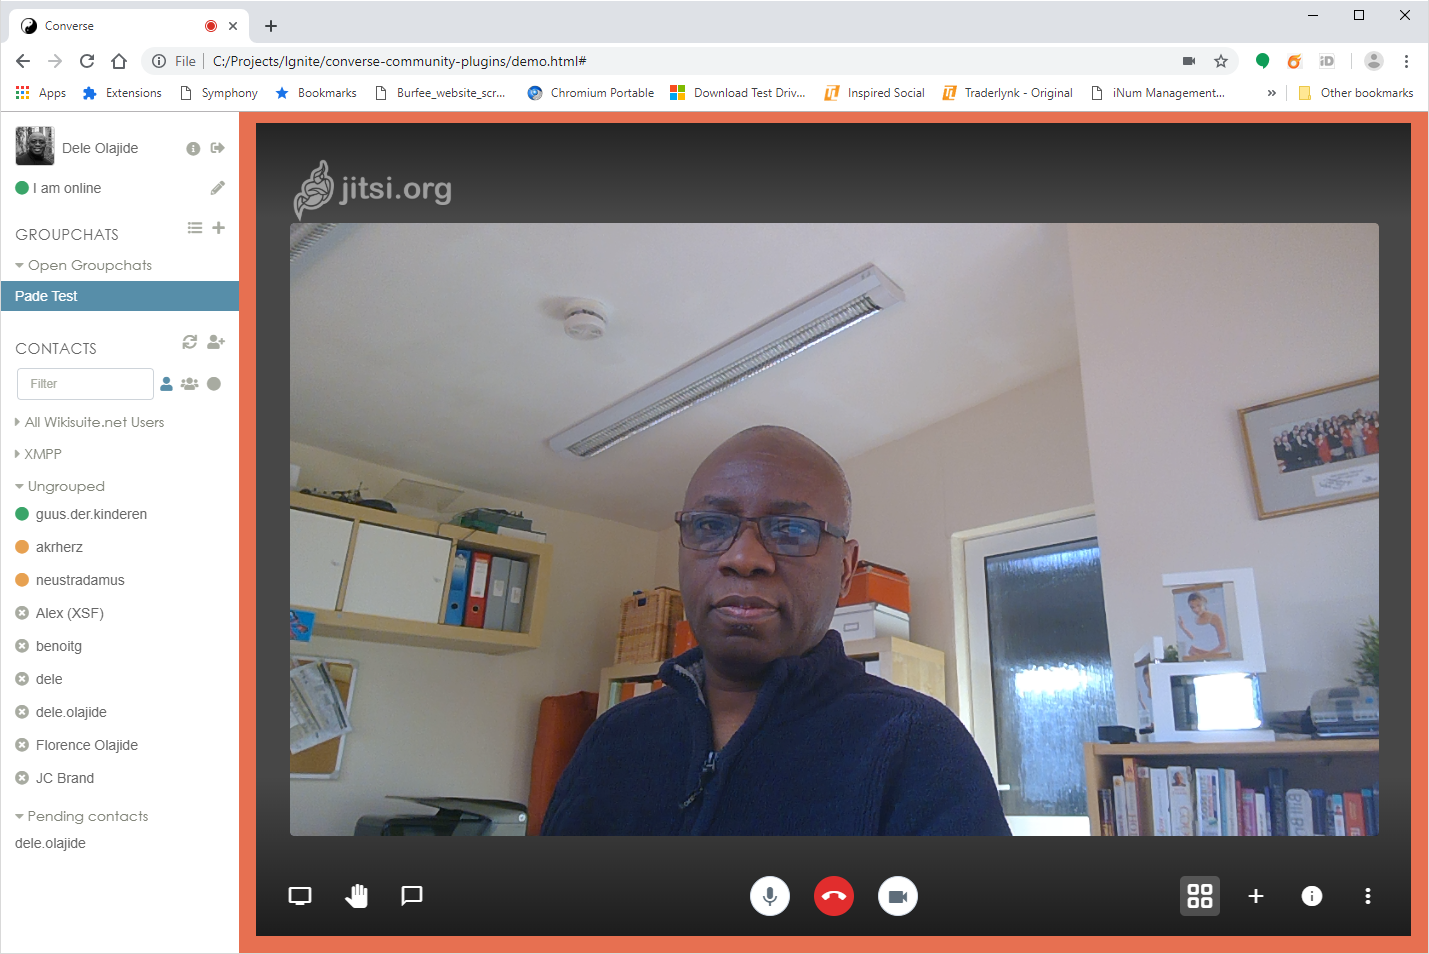 Converse
File
C:/Projects/Ignite/converse-community-plugins/demo.html#
Apps
Extensions
Symphony
Bookmarks
Burfee_website_scr...
Chromium Portable
Download Test Driv...
Inspired Social
Traderlynk - Original
iNum Management...
»
Other bookmarks
Dele Olajide
I am online
GROUPCHATS
Open Groupchats
Pade Test
CONTACTS
Filter
All Wikisuite.net Users
XMPP
Ungrouped
guus.der.kinderen
akrherz
neustradamus
Alex (XSF)
benoitg
dele
dele.olajide
Florence Olajide
JC Brand
Pending contacts
dele.olajide
jitsi.org